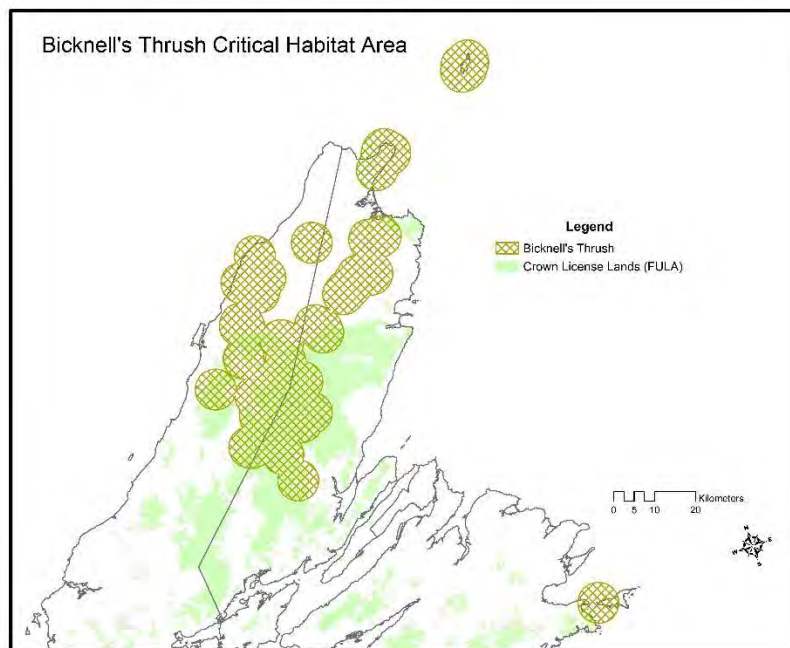 Bicknell's Thrush Critical Habitat Area
Legend
Bicknell's Thrush
Crown License Lands (FULA)
Kilometers
0 5 10 20
N
W E
S